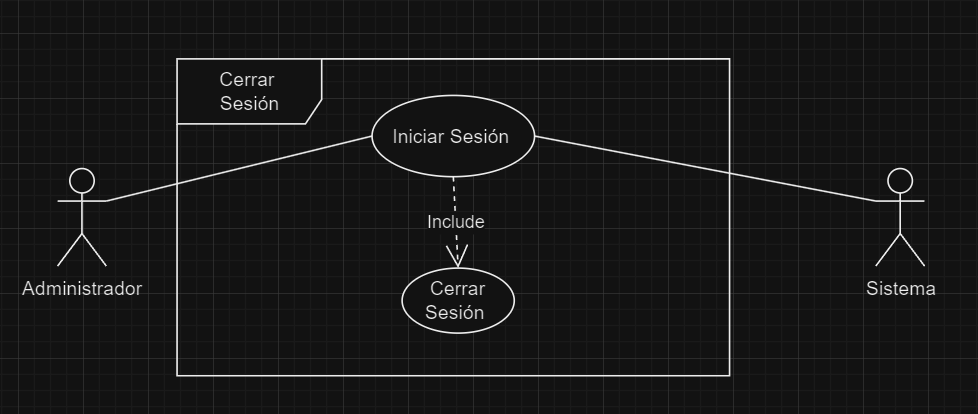 Cerrar
Sesión
Iniciar Sesión
Include
Cerrar
Sesión
Administrador
Sistema